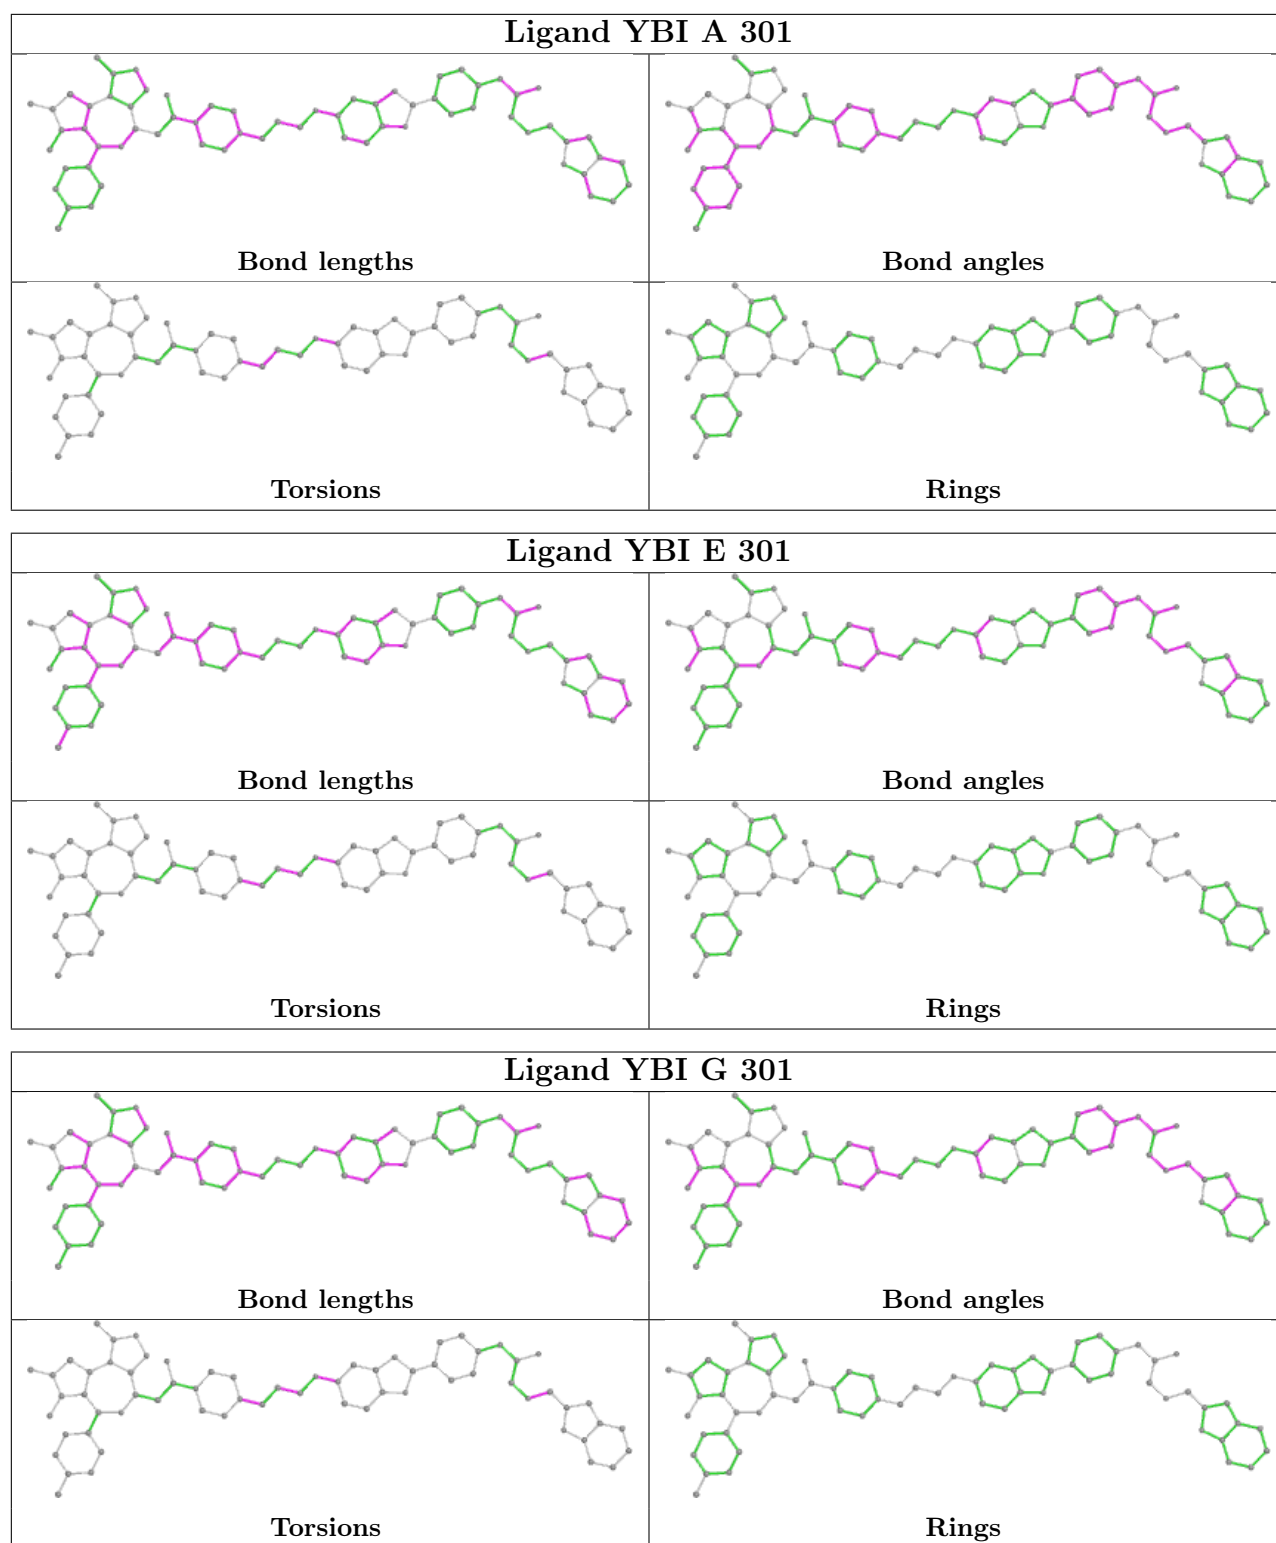 Ligand YBI A 301
Bond lengths
Bond angles
Torsions
Rings
Ligand YBI E 301
Bond lengths
Bond angles
Torsions
Rings
Ligand YBI G 301
Bond lengths
Bond angles
Torsions
Rings